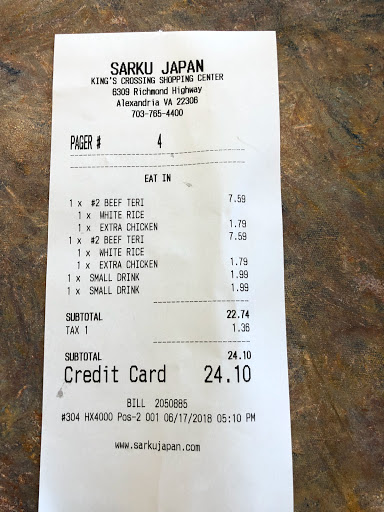 SARKU JAPAN
KING'S CROSSING SHOPPING CENTER
6309 Richmond Highway
Alexandria VA 22306
703-765-4400
PAGER # 4
EAT IN
1 x #2 BEEF TERI 7.59
1 x WHITE RICE
1 x EXTRA CHICKEN 1.79
1 x #2 BEEF TERI 7.59
1 x WHITE RICE
1 x EXTRA CHICKEN 1.79
1 x SMALL DRINK 1.99
1 x SMALL DRINK 1.99
SUBTOTAL 22.74
TAX 1 1.36
SUBTOTAL 24.10
Credit Card 24.10
BILL 2050885
#304 HX4000 Pos-2 001 06/17/2018 05:10 PM
www.sarkujapan.com